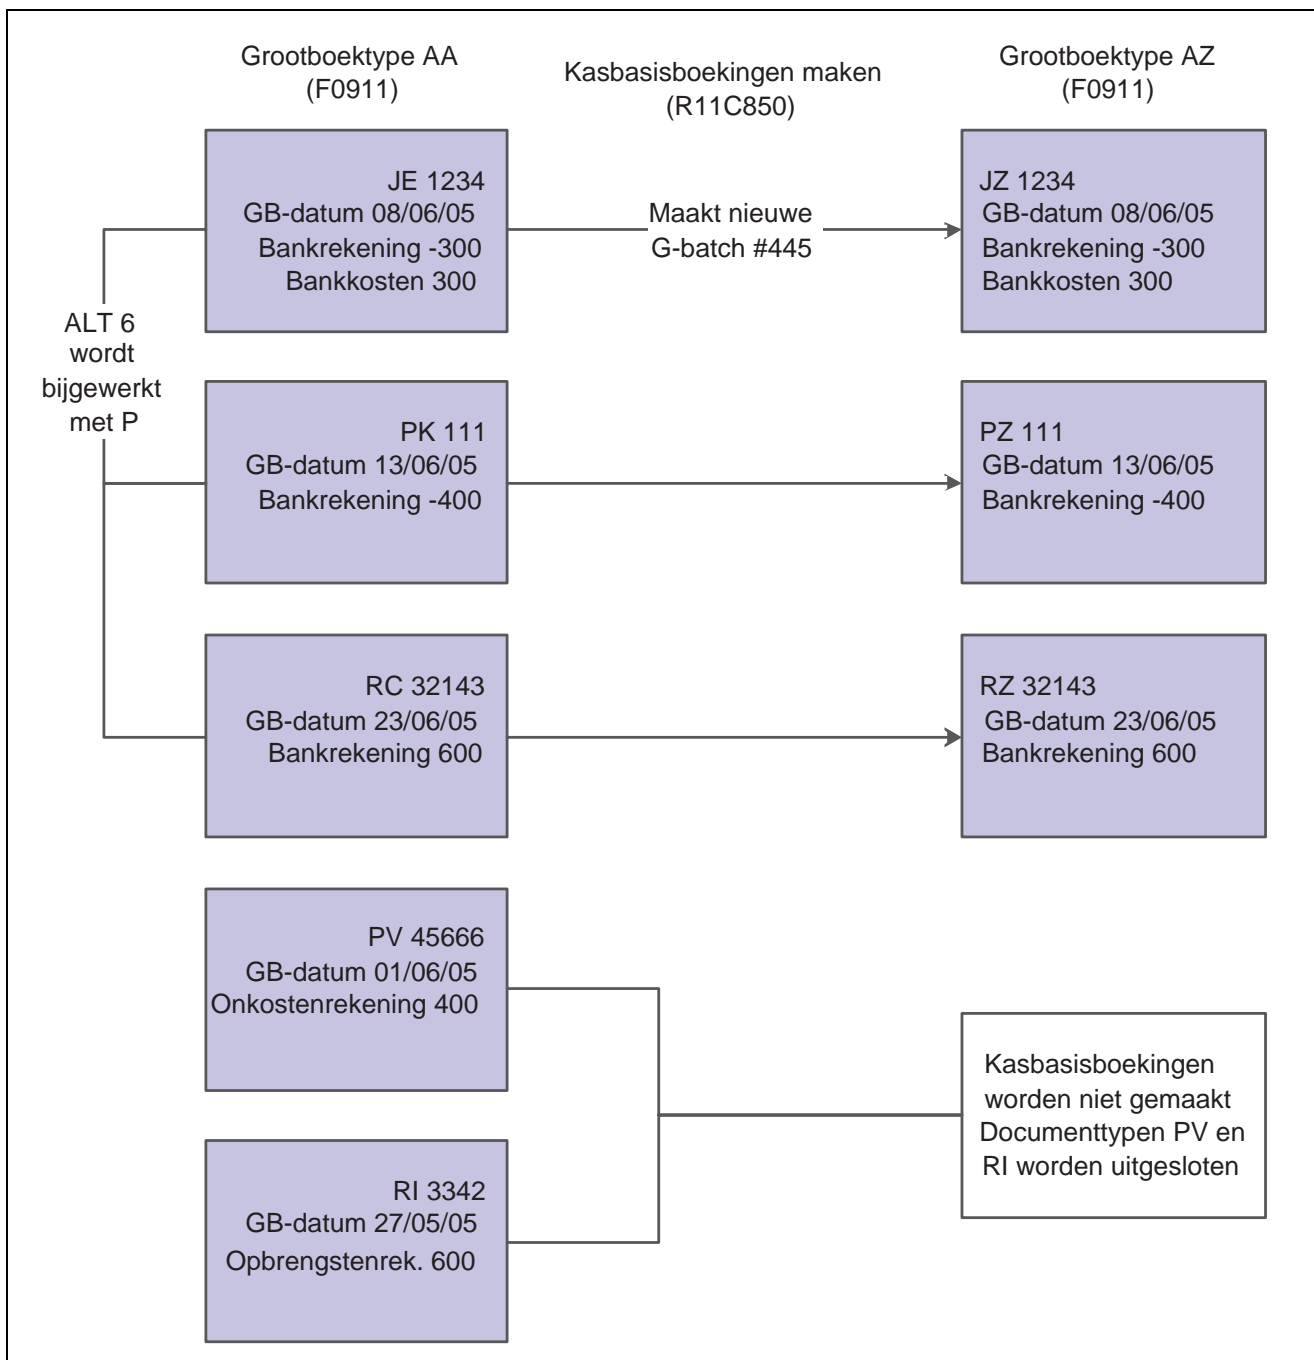 Grootboektype AA
(F0911)
Kasbasisboekingen maken
(R11C850)
Grootboektype AZ
(F0911)
JE 1234
GB-datum 08/06/05
Bankrekening -300
Bankkosten 300
Maakt nieuwe
G-batch #445
JZ 1234
GB-datum 08/06/05
Bankrekening -300
Bankkosten 300
ALT 6
wordt
bijgewerkt
met P
PK 111
GB-datum 13/06/05
Bankrekening -400
PZ 111
GB-datum 13/06/05
Bankrekening -400
RC 32143
GB-datum 23/06/05
Bankrekening 600
RZ 32143
GB-datum 23/06/05
Bankrekening 600
PV 45666
GB-datum 01/06/05
Onkostenrekening 400
Kasbasisboekingen
worden niet gemaakt
Documenttypen PV en
RI worden uitgesloten
RI 3342
GB-datum 27/05/05
Opbrengstenrek. 600